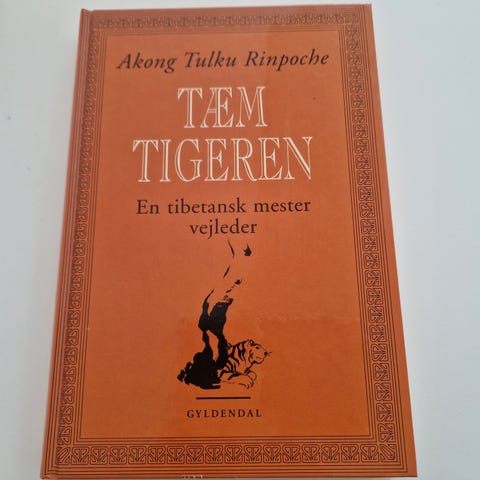 Akong Tulku Rinpoche
TÆM
TIGEREN
En tibetansk mester
vejleder
GYLDENDAL